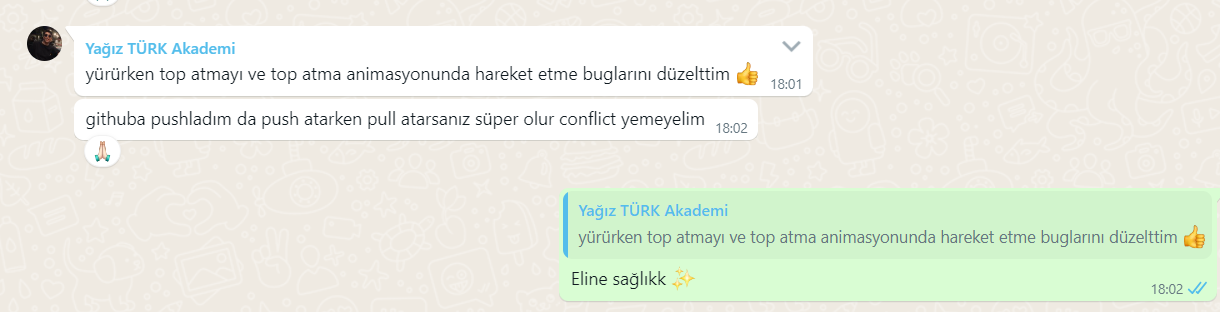 Yağız TÜRK Akademi
yürürken top atmayı ve top atma animasyonunda hareket etme buglarını düzelttim 👍
18:01
githuba pushladım da push atarken pull atarsanız süper olur conflict yemeyelim
18:02
🙏🏻
Yağız TÜRK Akademi
yürürken top atmayı ve top atma animasyonunda hareket etme buglarını düzelttim 👍
Eline sağlıkk ✨
18:02